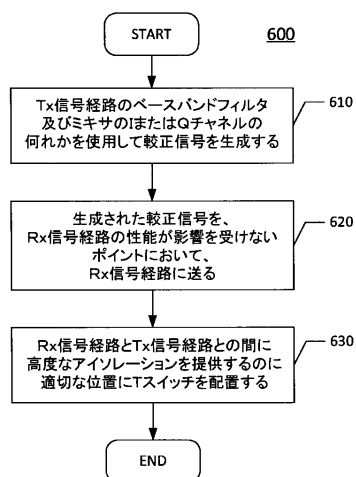 START
600
Tx信号経路のベースバンドフィルタ
及びミキサのIまたはQチャネルの
何れかを使用して較正信号を生成する
610
生成された較正信号を、
Rx信号経路の性能が影響を受けない
ポイントにおいて、
Rx信号経路に送る
620
Rx信号経路とTx信号経路との間に
高度なアイソレーションを提供するのに
適切な位置にTスイッチを配置する
630
END